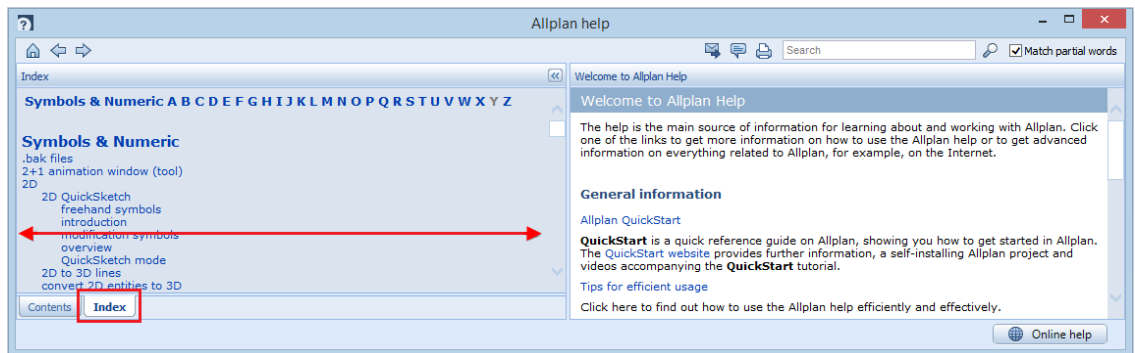 Allplan help
Search
Match partial words
Index
Welcome to Allplan Help
Symbols & Numeric A B C D E F G H I J K L M N O P Q R S T U V W X Y Z
Symbols & Numeric
.bak files
2+1 animation window (tool)
2D
2D QuickSketch
freehand symbols
introduction
modification symbols
overview
QuickSketch mode
2D to 3D lines
convert 2D entities to 3D
Contents
Index
Welcome to Allplan Help
The help is the main source of information for learning about and working with Allplan. Click
one of the links to get more information on how to use the Allplan help or to get advanced
information on everything related to Allplan, for example, on the Internet.
General information
Allplan QuickStart
QuickStart is a quick reference guide on Allplan, showing you how to get started in Allplan.
The QuickStart website provides further information, a self-installing Allplan project and
videos accompanying the QuickStart tutorial.
Tips for efficient usage
Click here to find out how to use the Allplan help efficiently and effectively.
Online help